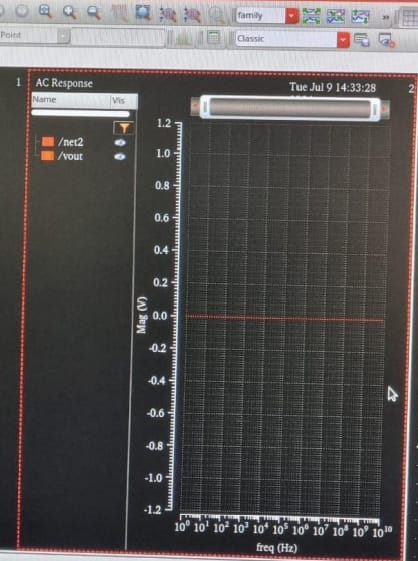 family
Point
Classic
1
AC Response
Tue Jul 9 14:33:28
2
Name
Vis
/net2
/vout
1.2
1.0
0.8
0.6
0.4
0.2
0.0
-0.2
-0.4
-0.6
-0.8
-1.0
-1.2
Mag (V)
10⁰ 10¹ 10² 10³ 10⁴ 10⁵ 10⁶ 10⁷ 10⁸ 10⁹ 10¹⁰
freq (Hz)